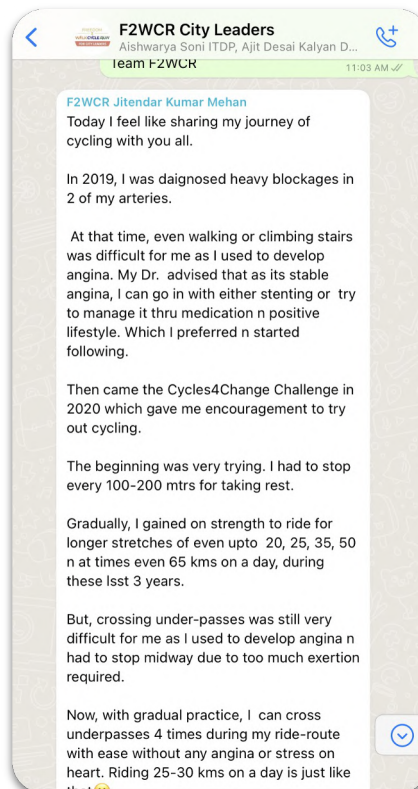 F2WCR City Leaders
Aishwarya Soni ITDP, Ajit Desai Kalyan D...
Team F2WCR
11:03 AM
F2WCR Jitendar Kumar Mehan
Today I feel like sharing my journey of
cycling with you all.
In 2019, I was daignosed heavy blockages in
2 of my arteries.
At that time, even walking or climbing stairs
was difficult for me as I used to develop
angina. My Dr. advised that as its stable
angina, I can go in with either stenting or try
to manage it thru medication n positive
lifestyle. Which I preferred n started
following.
Then came the Cycles4Change Challenge in
2020 which gave me encouragement to try
out cycling.
The beginning was very trying. I had to stop
every 100-200 mtrs for taking rest.
Gradually, I gained on strength to ride for
longer stretches of even upto 20, 25, 35, 50
n at times even 65 kms on a day, during
these lsst 3 years.
But, crossing under-passes was still very
difficult for me as I used to develop angina n
had to stop midway due to too much exertion
required.
Now, with gradual practice, I can cross
underpasses 4 times during my ride-route
with ease without any angina or stress on
heart. Riding 25-30 kms on a day is just like
that